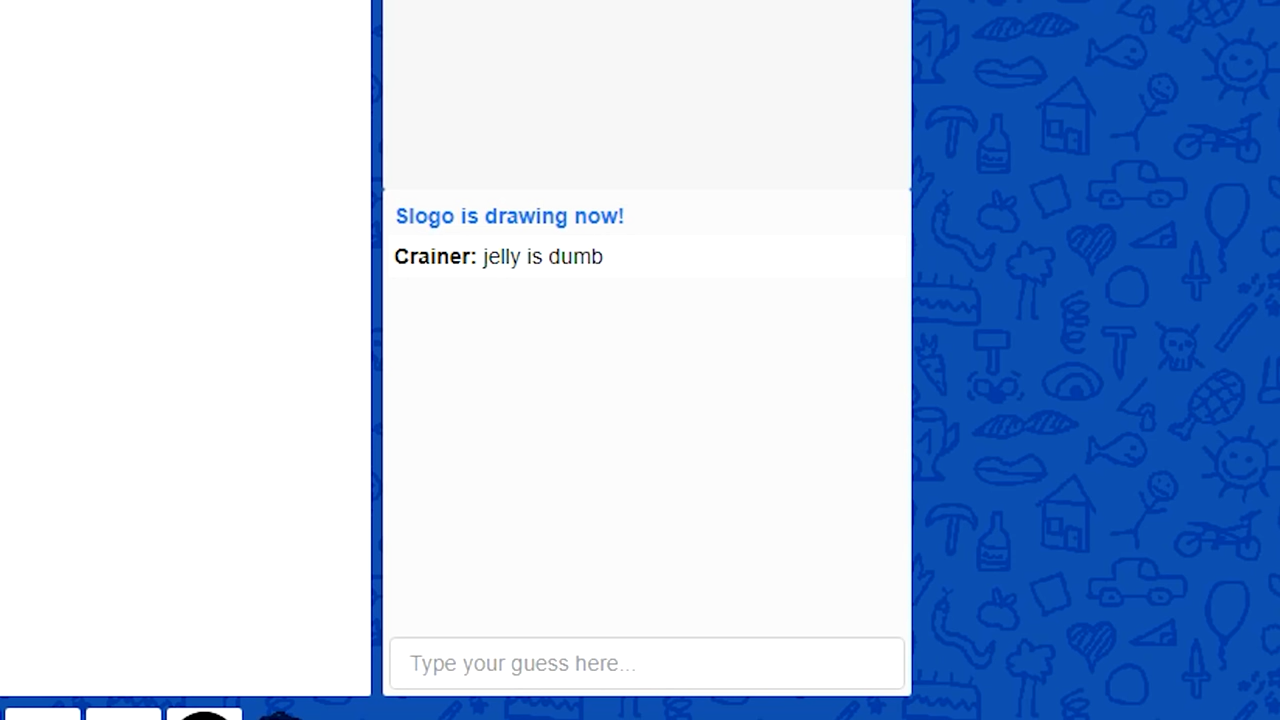 Slogo is drawing now!
Crainer: jelly is dumb
Type your guess here...